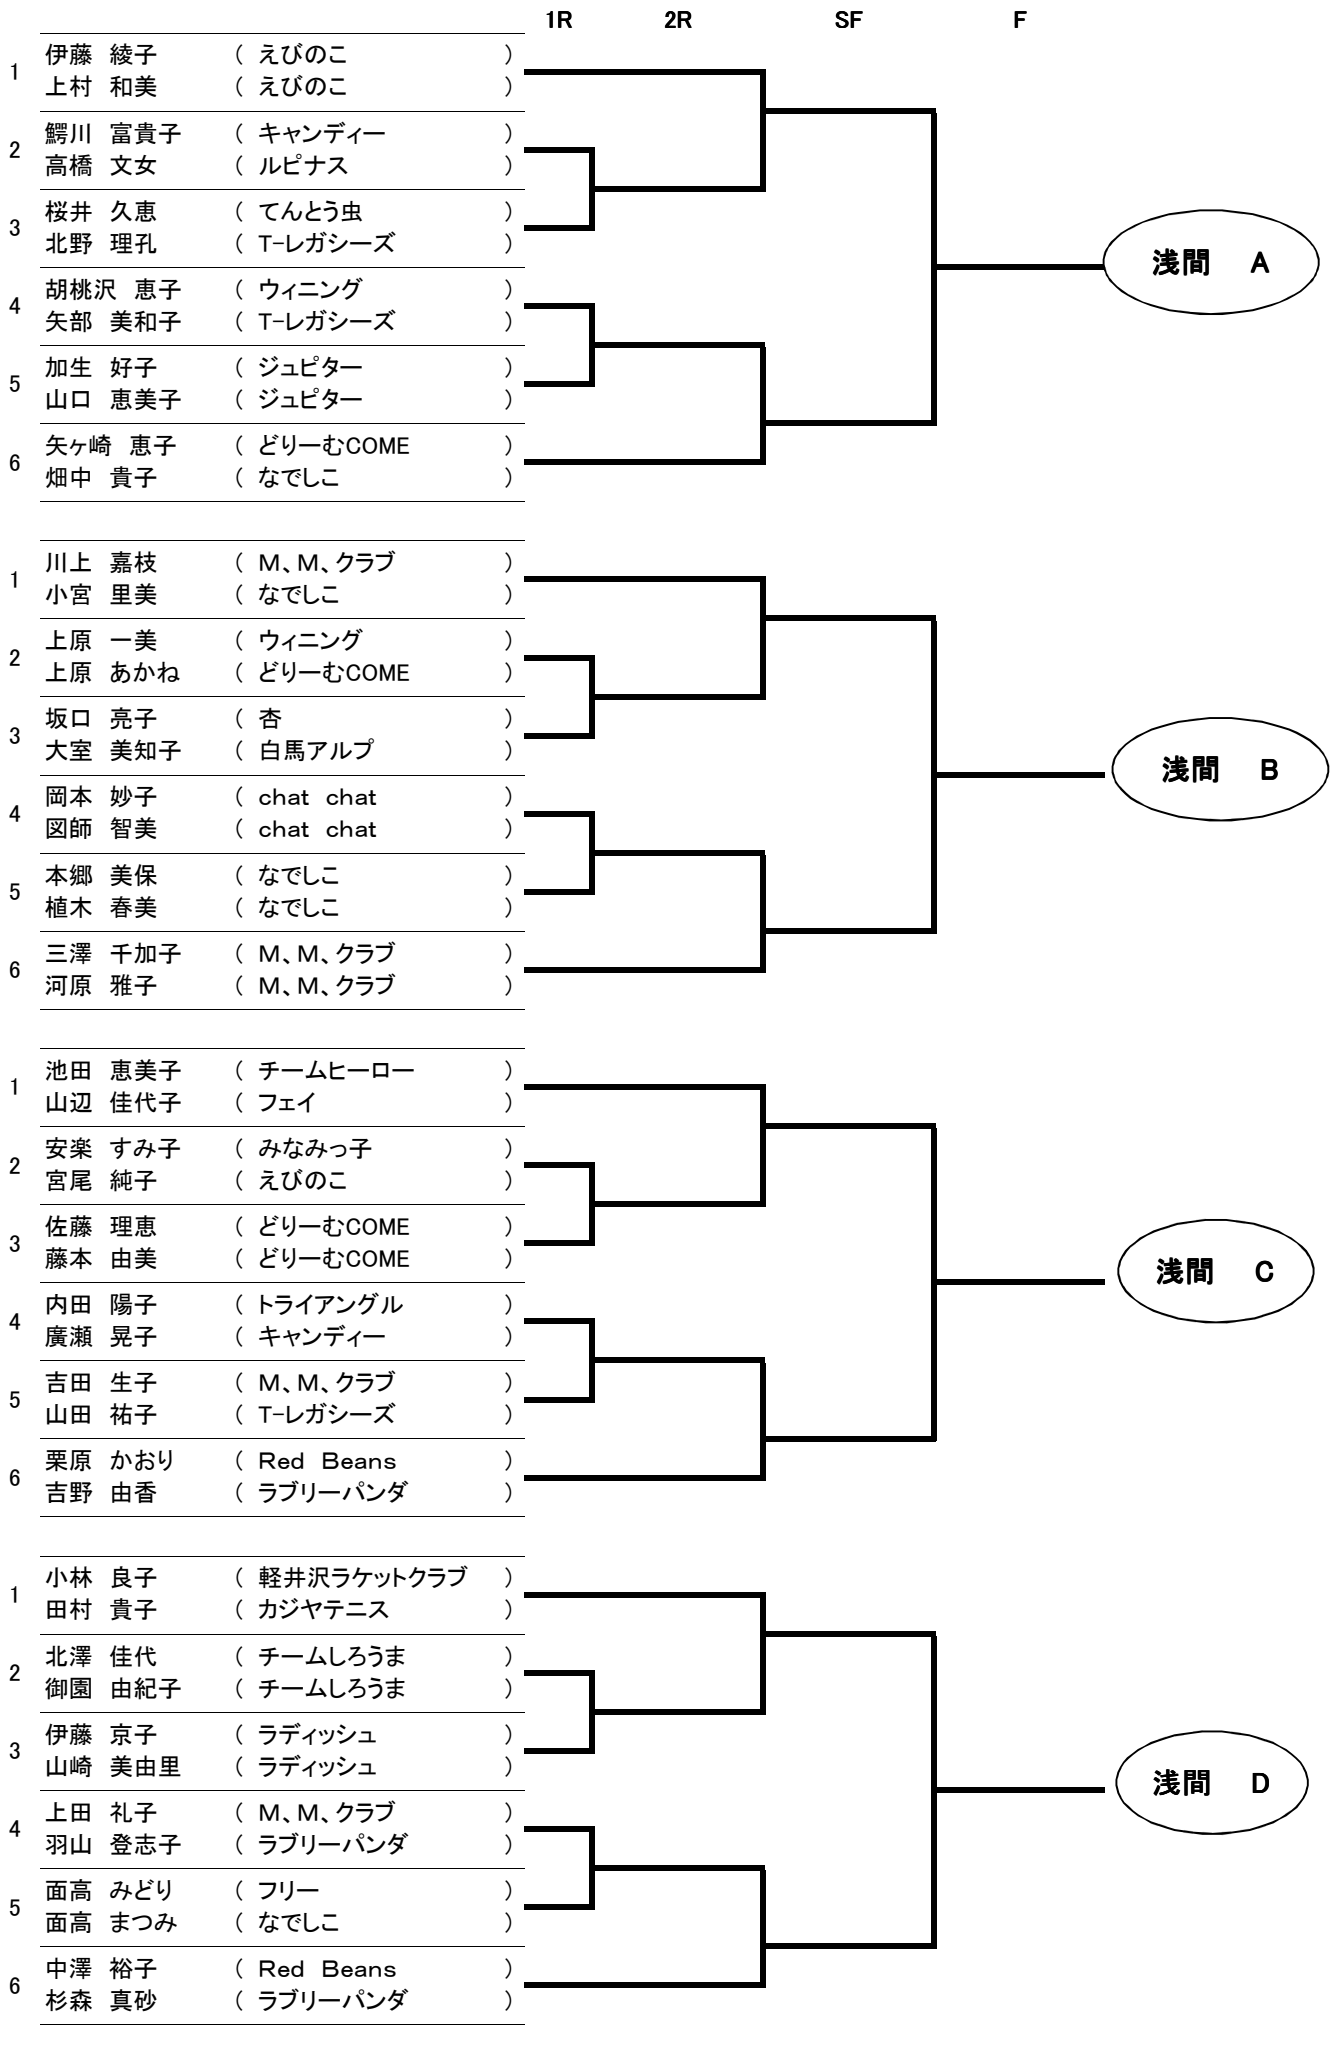 1R 2R SF F
1
伊藤 綾子 ( えびのこ )
上村 和美 ( えびのこ )
2
鰐川 富貴子 ( キャンディー )
高橋 文女 ( ルピナス )
3
桜井 久恵 ( てんとう虫 )
北野 理孔 ( T-レガシーズ )
浅間 A
4
胡桃沢 恵子 ( ウィニング )
矢部 美和子 ( T-レガシーズ )
5
加生 好子 ( ジュピター )
山口 恵美子 ( ジュピター )
6
矢ヶ崎 恵子 ( どりーむCOME )
畑中 貴子 ( なでしこ )
1
川上 嘉枝 ( M、M、クラブ )
小宮 里美 ( なでしこ )
2
上原 一美 ( ウィニング )
上原 あかね ( どりーむCOME )
3
坂口 亮子 ( 杏 )
大室 美知子 ( 白馬アルプ )
浅間 B
4
岡本 妙子 ( chat chat )
図師 智美 ( chat chat )
5
本郷 美保 ( なでしこ )
植木 春美 ( なでしこ )
6
三澤 千加子 ( M、M、クラブ )
河原 雅子 ( M、M、クラブ )
1
池田 恵美子 ( チームヒーロー )
山辺 佳代子 ( フェイ )
2
安楽 すみ子 ( みなみっ子 )
宮尾 純子 ( えびのこ )
3
佐藤 理恵 ( どりーむCOME )
藤本 由美 ( どりーむCOME )
浅間 C
4
内田 陽子 ( トライアングル )
廣瀬 晃子 ( キャンディー )
5
吉田 生子 ( M、M、クラブ )
山田 祐子 ( T-レガシーズ )
6
栗原 かおり ( Red Beans )
吉野 由香 ( ラブリーパンダ )
1
小林 良子 ( 軽井沢ラケットクラブ )
田村 貴子 ( カジヤテニス )
2
北澤 佳代 ( チームしろうま )
御園 由紀子 ( チームしろうま )
3
伊藤 京子 ( ラディッシュ )
山崎 美由里 ( ラディッシュ )
浅間 D
4
上田 礼子 ( M、M、クラブ )
羽山 登志子 ( ラブリーパンダ )
5
面高 みどり ( フリー )
面高 まつみ ( なでしこ )
6
中澤 裕子 ( Red Beans )
杉森 真砂 ( ラブリーパンダ )